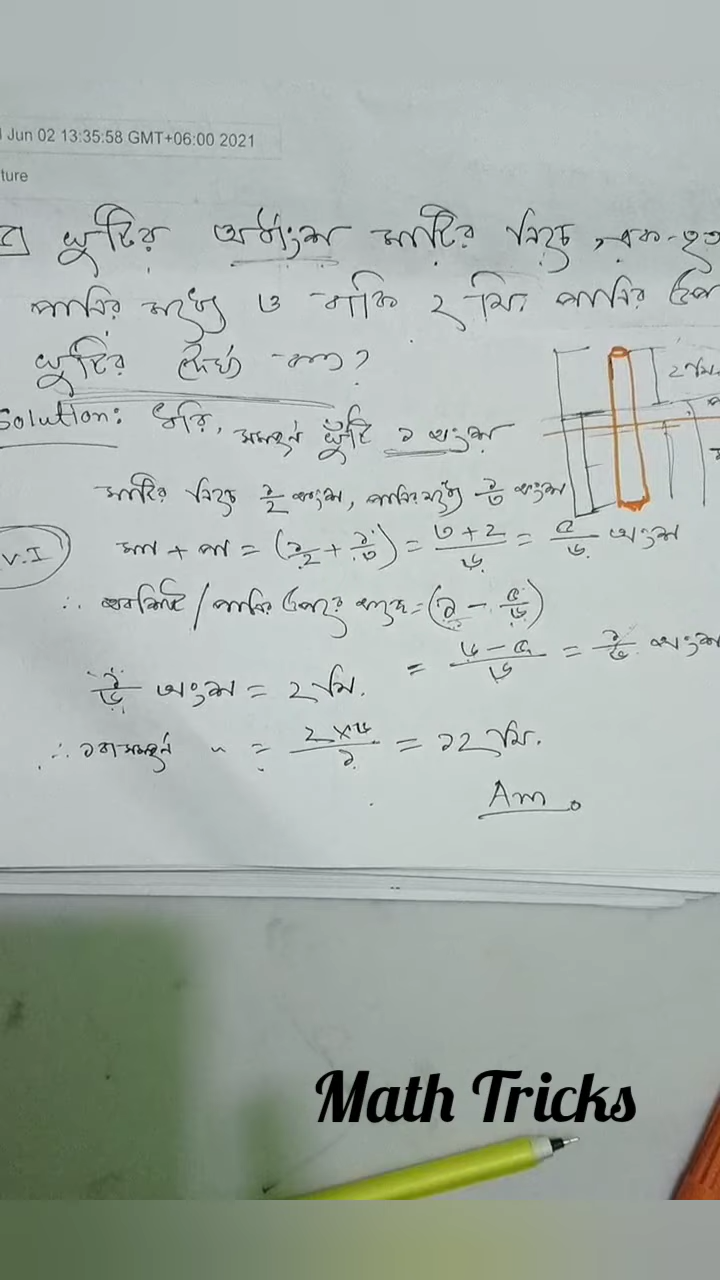 Jun 02 13:35:58 GMT+06:00 2021
ture
খুটির অর্ধাংশ মাটির নিচে, এক-তৃ
পানির মধ্যে ও বাকি ২ মি. পানির উপ
খুটির দৈর্ঘ্য কত?
২ মি.
Solution: ধরি, সম্পূর্ণ খুঁটি ১ অংশ
মাটির নিচে ১/২ অংশ, পানির মধ্যে ১/৩ অংশ
V.I
মা + পা = (১/২ + ১/৩) = ৩+২/৬ = ৫/৬ অংশ
∴ অবশিষ্ট / পানির উপরে আছে = (১ - ৫/৬)
= ৬-৫/৬ = ১/৬ অংশ
১/৬ অংশ = ২ মি.
∴ ১ বা সম্পূর্ণ " = ২×৬/১ = ১২ মি.
Ans
Math Tricks